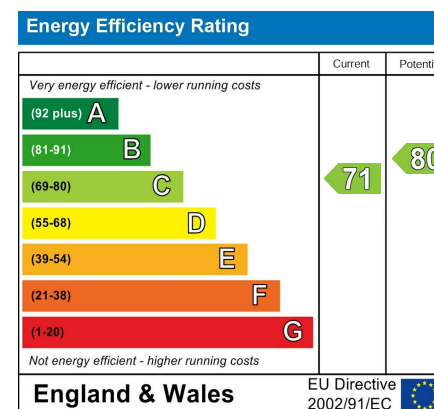 Energy Efficiency Rating
Current
Potenti
Very energy efficient - lower running costs
(92 plus) A
(81-91) B
(69-80) C
(55-68) D
(39-54) E
(21-38) F
(1-20) G
71
80
Not energy efficient - higher running costs
England & Wales
EU Directive
2002/91/EC